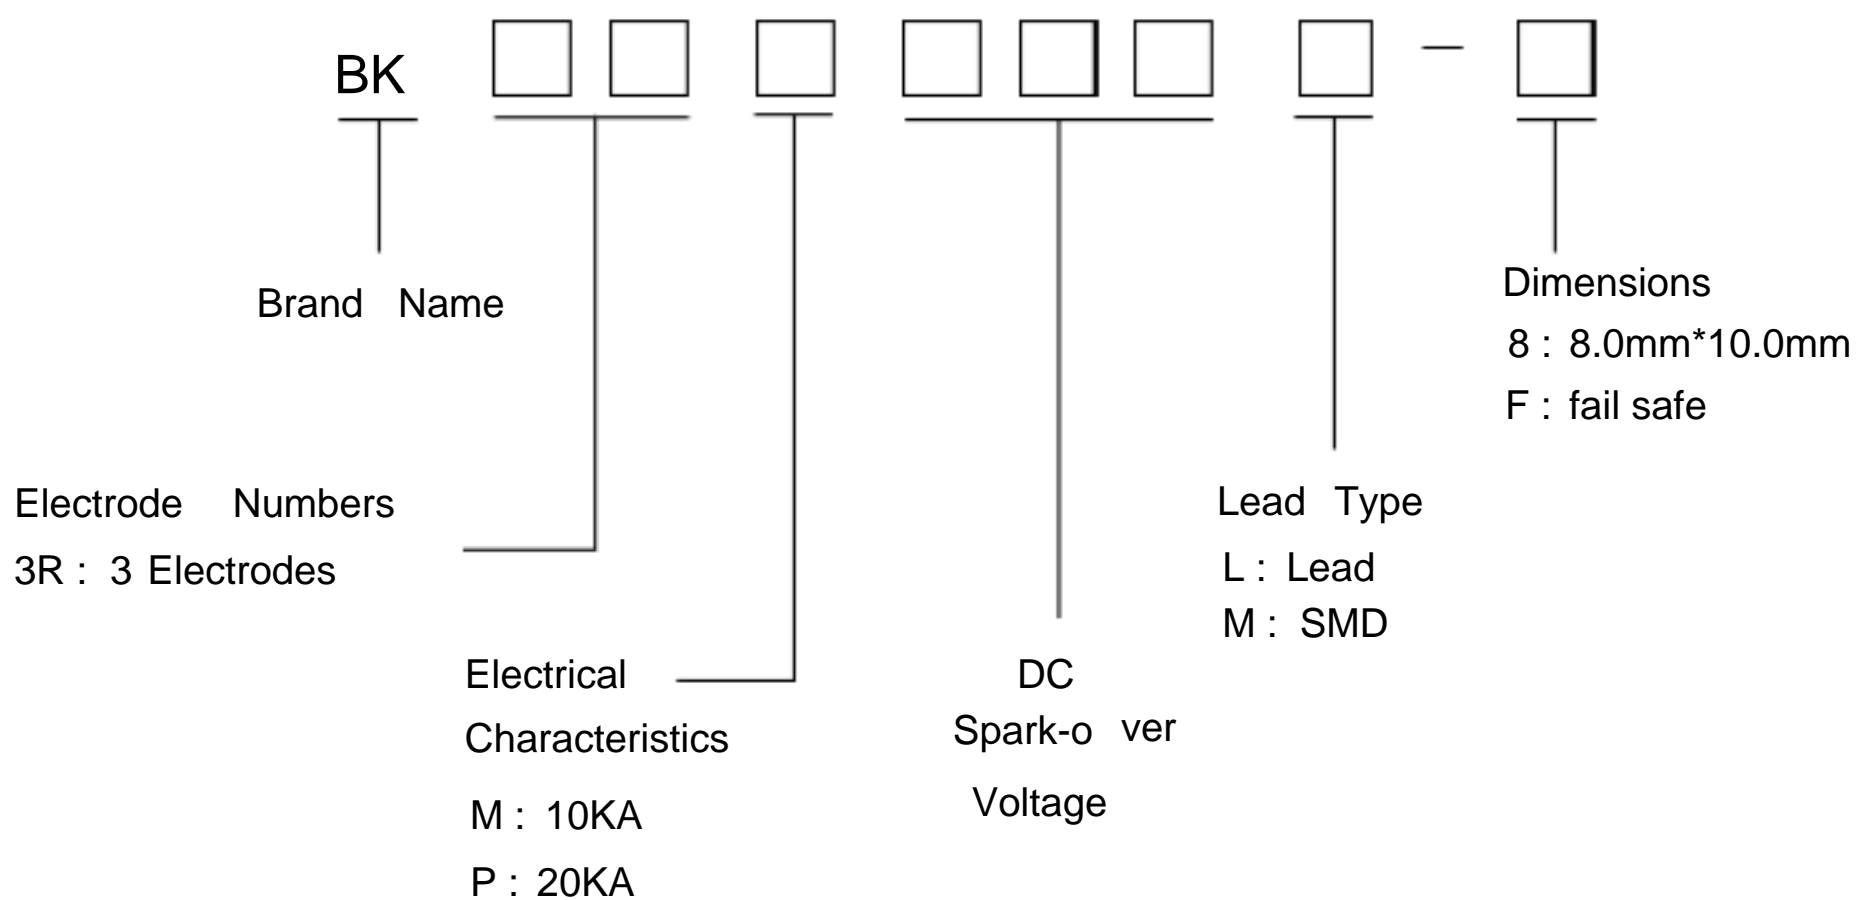 BK □□ □ □□□ □ — □
Brand Name
Dimensions
8 : 8.0mm*10.0mm
F : fail safe
Electrode Numbers
3R : 3 Electrodes
Lead Type
L : Lead
M : SMD
Electrical
Characteristics
M : 10KA
P : 20KA
DC
Spark-o ver
Voltage